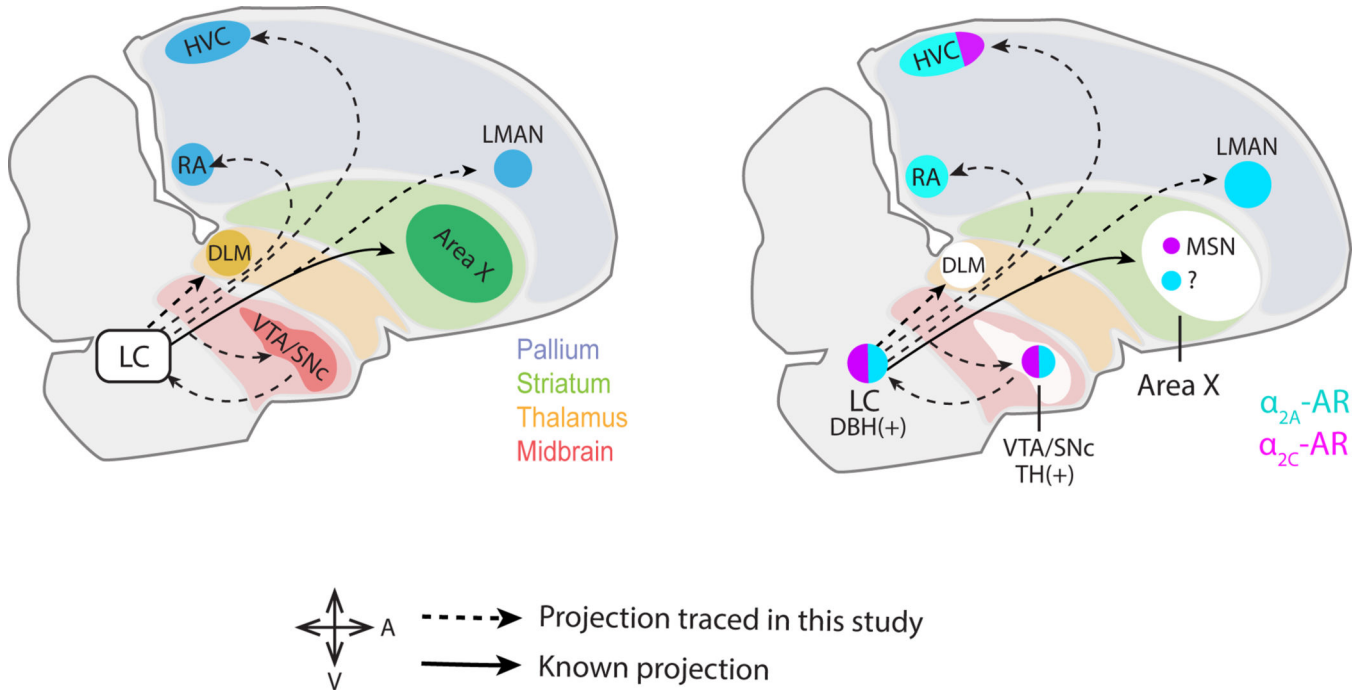 HVC
RA
LMAN
DLM
Area X
VTA/SNc
LC
Pallium
Striatum
Thalamus
Midbrain
HVC
RA
LMAN
MSN
?
DLM
LC
DBH(+)
VTA/SNc
TH(+)
Area X
α2A-AR
α2C-AR
A
V
Projection traced in this study
Known projection